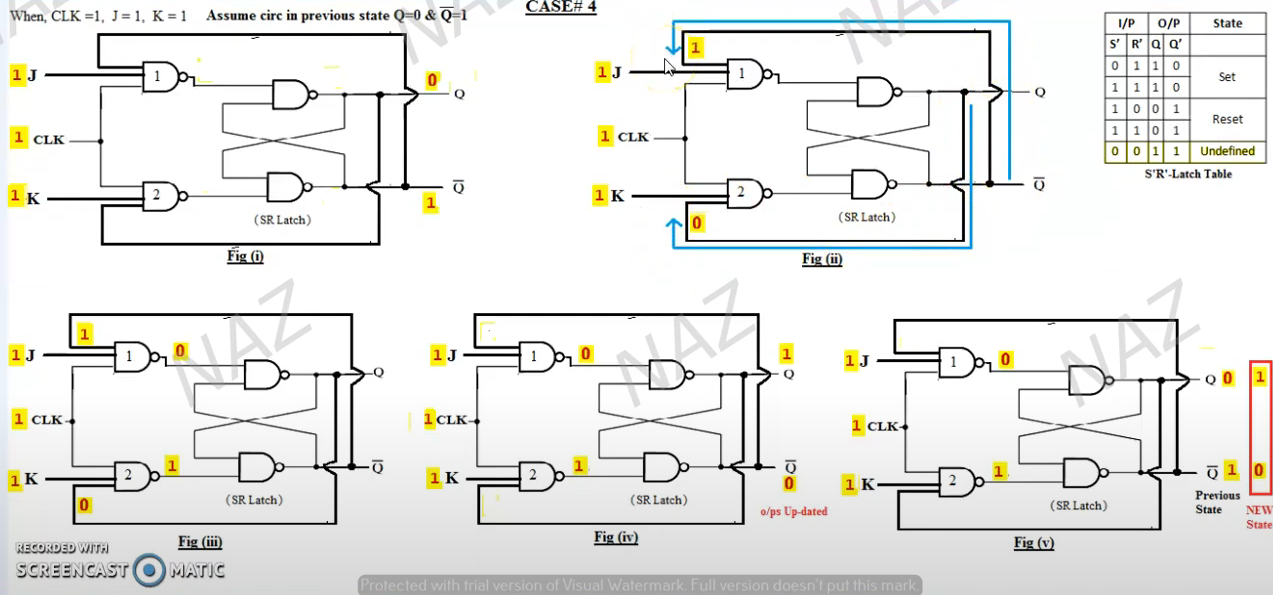 CASE# 4
When, CLK =1, J= 1, K = 1 Assume circ in previous state Q=0 & Q̅=1
1 J
1
0
Q
1 CLK
1 K
2
Q̅
1
(SR Latch)
Fig (i)
1
1 J
1
Q
1 CLK
1 K
2
Q̅
0
(SR Latch)
Fig (ii)
I/P O/P State
S' R' Q Q'
0 1 1 0 Set
1 1 1 0
1 0 0 1 Reset
1 1 0 1
0 0 1 1 Undefined
S'R'-Latch Table
1
1 J
1
0
Q
1 CLK
1 K
2
1
Q̅
0
(SR Latch)
Fig (iii)
1 J
1
0
1
Q
1 CLK
1 K
2
1
Q̅
0
(SR Latch)
o/ps Up-dated
Fig (iv)
1 J
1
0
Q 0 1
1 CLK
1 K
2
1
Q̅ 1 0
(SR Latch)
Previous
State
NEW
State
Fig (v)
NAZ
NAZ
NAZ
RECORDED WITH
SCREENCAST MATIC
Protected with trial version of Visual Watermark. Full version doesn't put this mark.